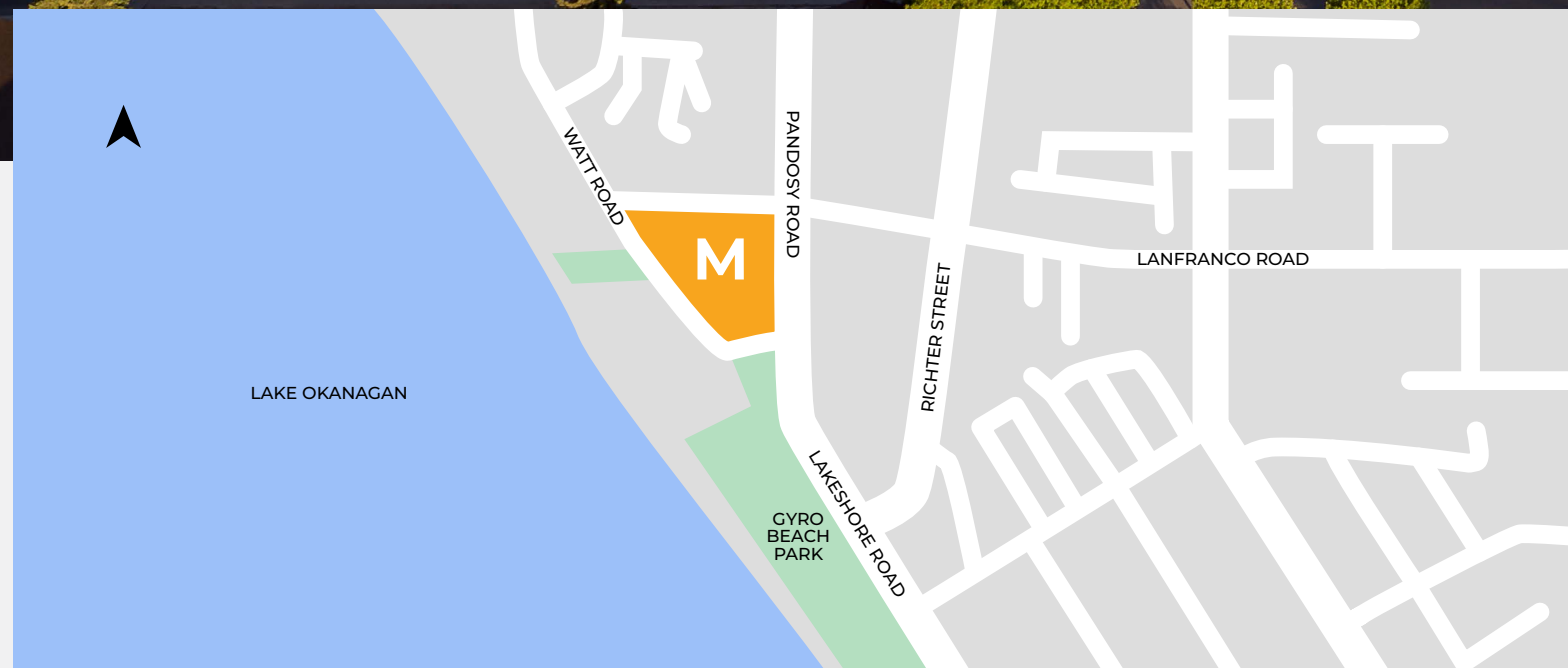 WATT ROAD
PANDOSY ROAD
M
LANFRANCO ROAD
RICHTER STREET
LAKE OKANAGAN
LAKESHORE ROAD
GYRO
BEACH
PARK